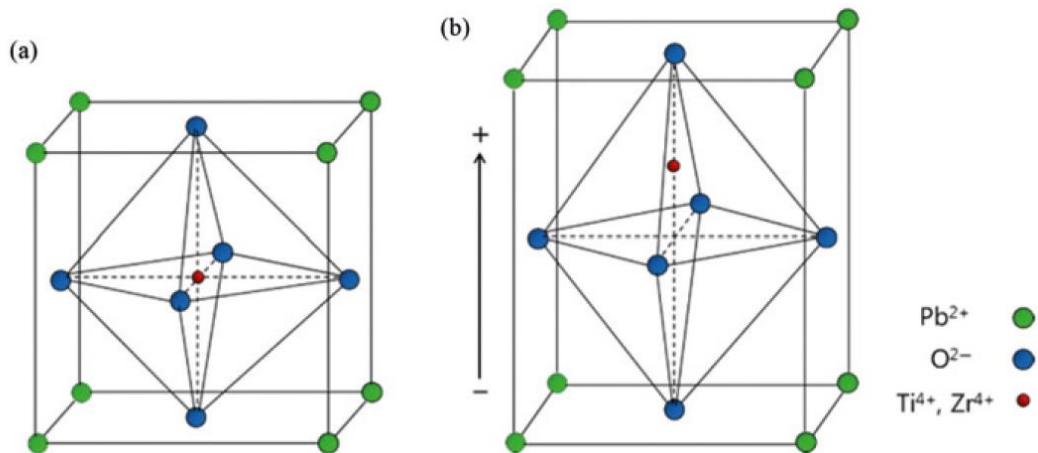 (a)
(b)
+
−
Pb²⁺
O²⁻
Ti⁴⁺, Zr⁴⁺